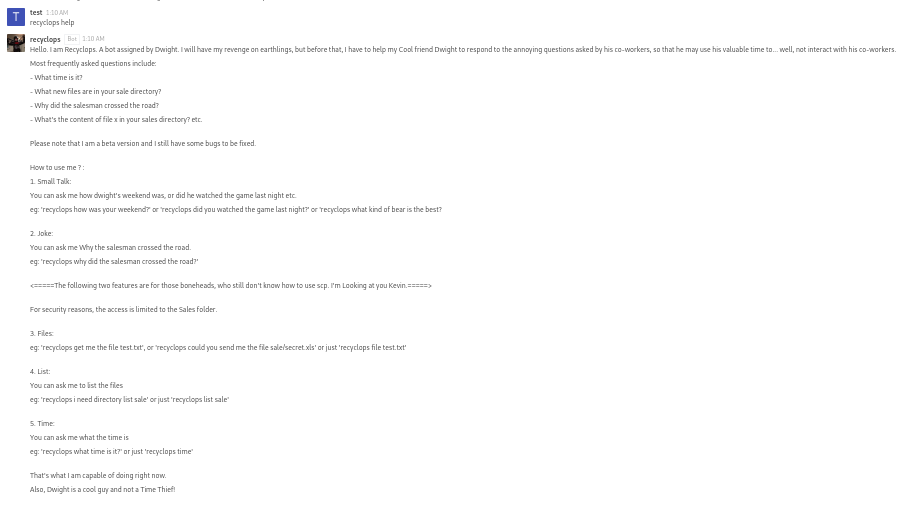 T
test 1:10 AM
recyclops help
recyclops Bot 1:10 AM
Hello. I am Recyclops. A bot assigned by Dwight. I will have my revenge on earthlings, but before that, I have to help my Cool friend Dwight to respond to the annoying questions asked by his co-workers, so that he may use his valuable time to... well, not interact with his co-workers.
Most frequently asked questions include:
- What time is it?
- What new files are in your sale directory?
- Why did the salesman crossed the road?
- What's the content of file x in your sales directory? etc.
Please note that I am a beta version and I still have some bugs to be fixed.
How to use me ? :
1. Small Talk:
You can ask me how dwight's weekend was, or did he watched the game last night etc.
eg: 'recyclops how was your weekend?' or 'recyclops did you watched the game last night?' or 'recyclops what kind of bear is the best?
2. Joke:
You can ask me Why the salesman crossed the road.
eg: 'recyclops why did the salesman crossed the road?'
<=====The following two features are for those boneheads, who still don't know how to use scp. I'm Looking at you Kevin.=====>
For security reasons, the access is limited to the Sales folder.
3. Files:
eg: 'recyclops get me the file test.txt', or 'recyclops could you send me the file sale/secret.xls' or just 'recyclops file test.txt'
4. List:
You can ask me to list the files
eg: 'recyclops i need directory list sale' or just 'recyclops list sale'
5. Time:
You can ask me what the time is
eg: 'recyclops what time is it?' or just 'recyclops time'
That's what I am capable of doing right now.
Also, Dwight is a cool guy and not a Time Thief!